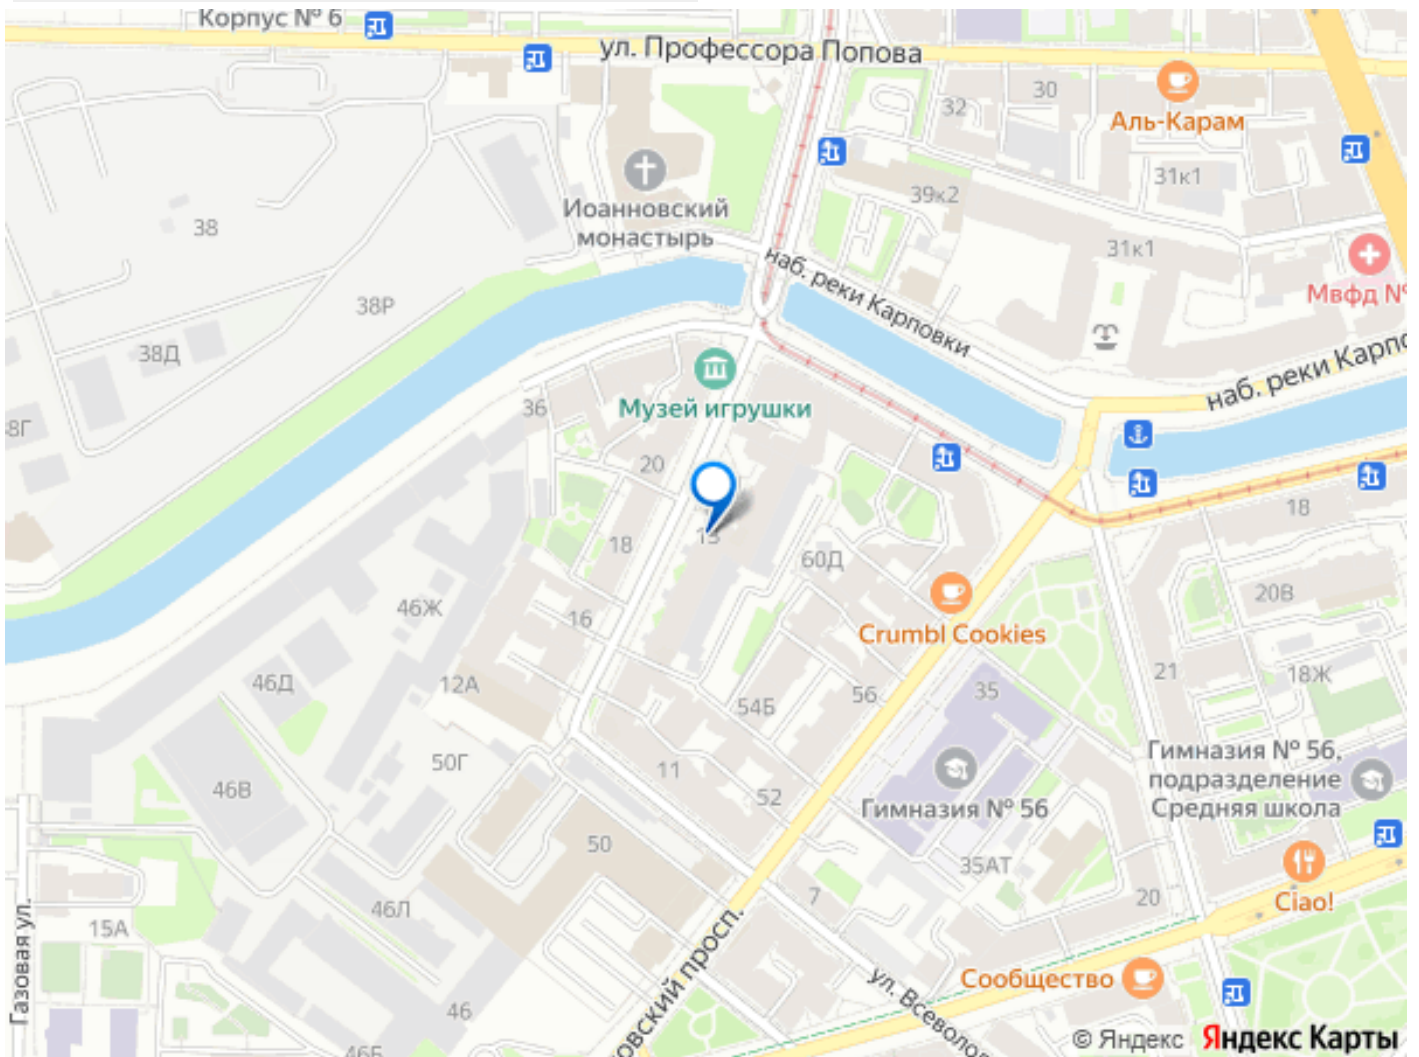 Корпус № 6
ул. Профессора Попова
30
32
Аль-Карам
31к1
39к2
Иоанновский
монастырь
38
31к1
наб. реки Карповки
Мвфд №
38Р
38Д
наб. реки Карпо
Музей игрушки
36
8Г
20
18
13
18
60Д
20В
46Ж
16
Crumbl Cookies
46Д
12А
35
21
18Ж
54Б
56
50Г
11
46В
52
Гимназия № 56
Гимназия № 56,
подразделение
Средняя школа
50
35АТ
7
20
Ciao!
46Л
15А
Газовая ул.
овский просп.
ул. Всеволо
Сообщество
46
46Б
© Яндекс Яндекс Карты